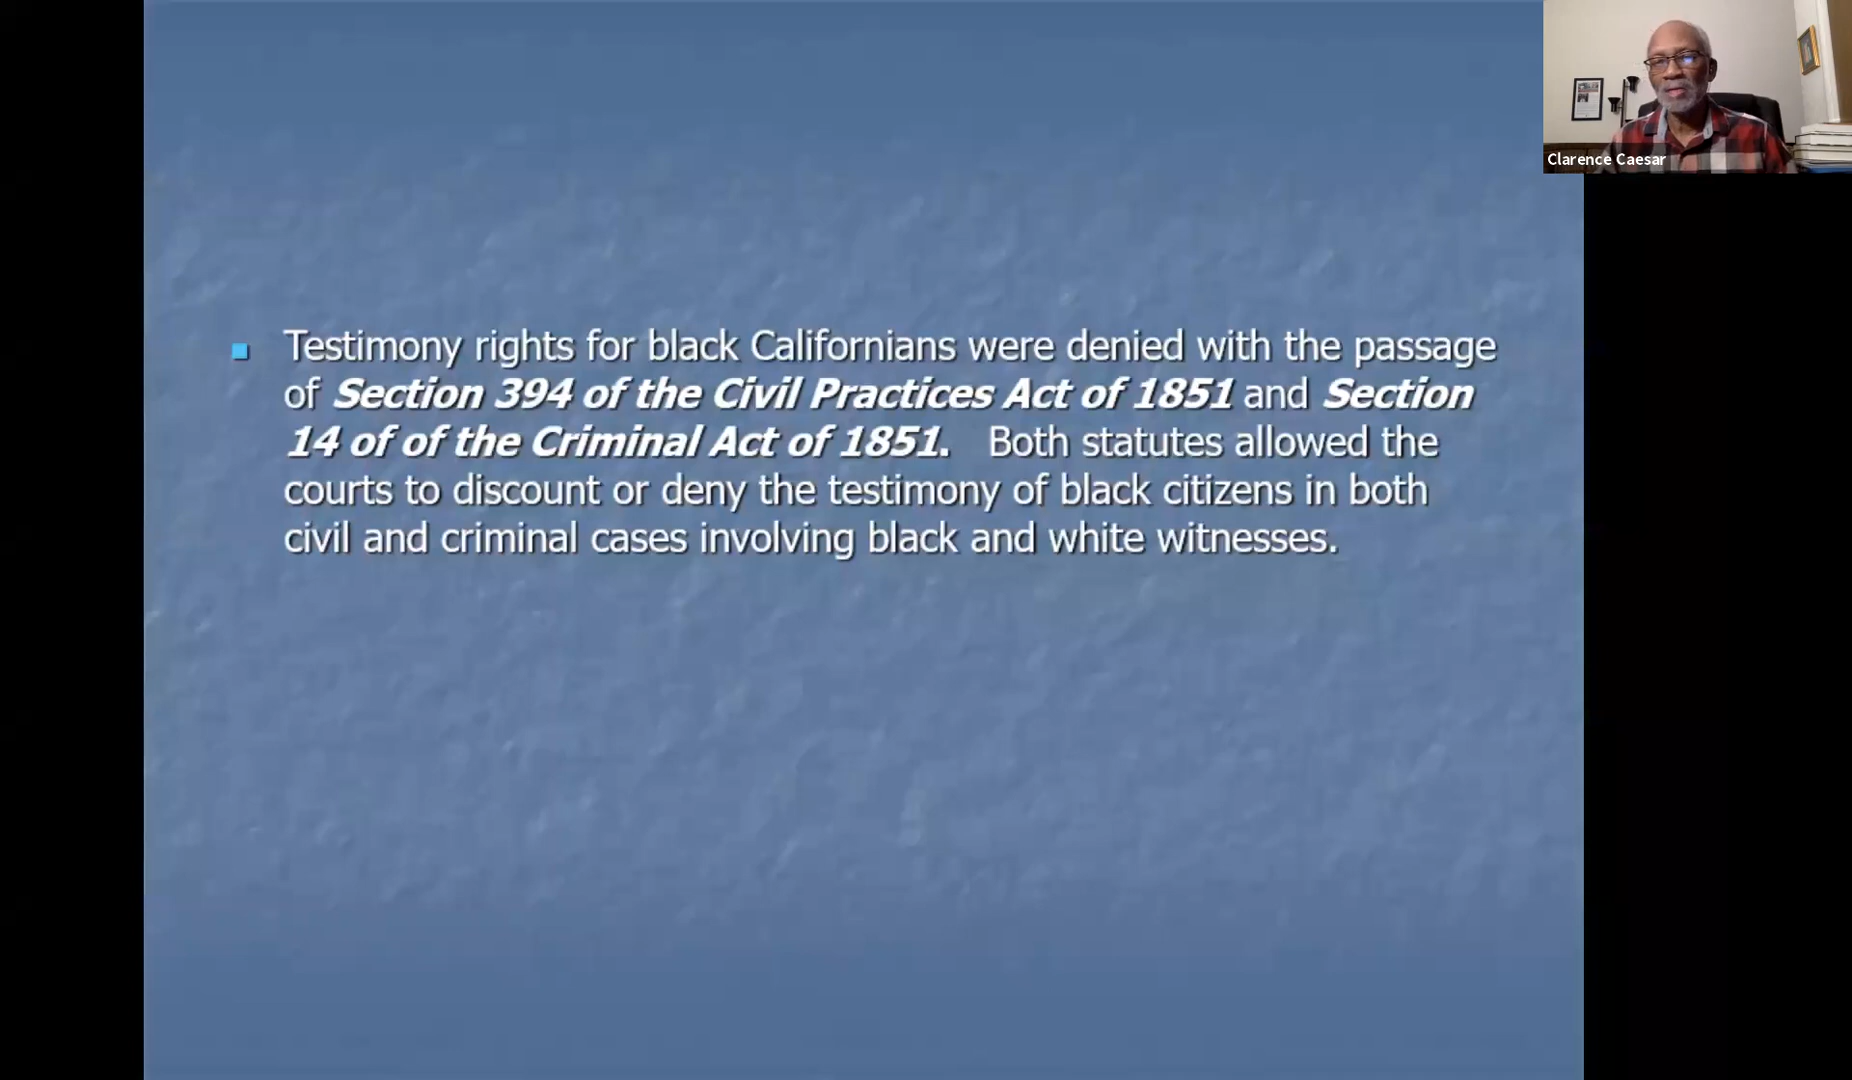 Testimony rights for black Californians were denied with the passage
of Section 394 of the Civil Practices Act of 1851 and Section
14 of of the Criminal Act of 1851. Both statutes allowed the
courts to discount or deny the testimony of black citizens in both
civil and criminal cases involving black and white witnesses.
Clarence Caesar